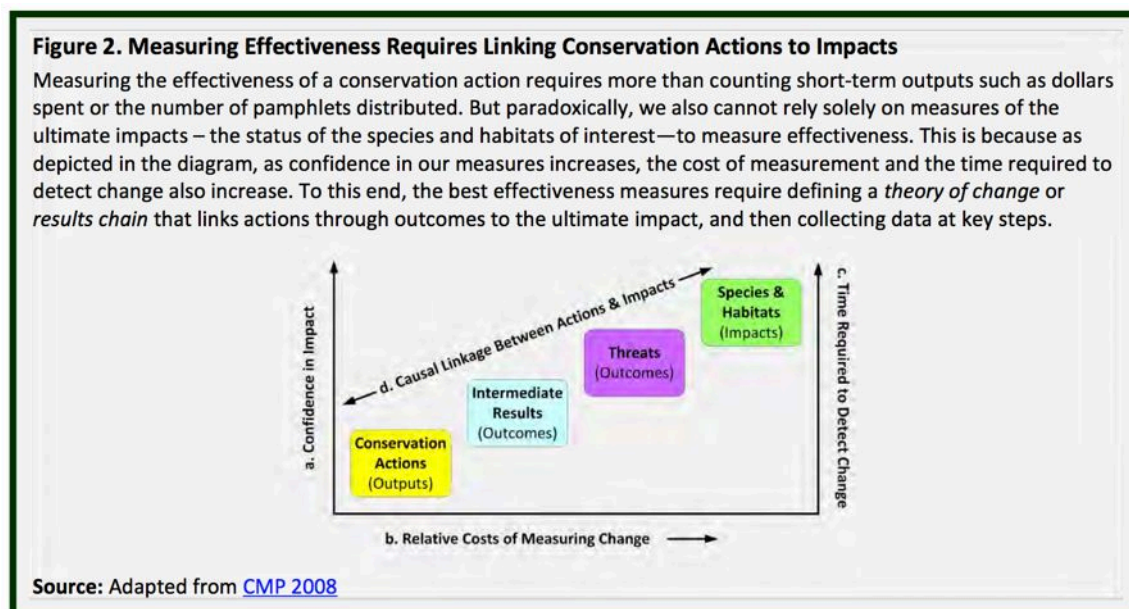 Figure 2. Measuring Effectiveness Requires Linking Conservation Actions to Impacts
Measuring the effectiveness of a conservation action requires more than counting short-term outputs such as dollars
spent or the number of pamphlets distributed. But paradoxically, we also cannot rely solely on measures of the
ultimate impacts – the status of the species and habitats of interest—to measure effectiveness. This is because as
depicted in the diagram, as confidence in our measures increases, the cost of measurement and the time required to
detect change also increase. To this end, the best effectiveness measures require defining a theory of change or
results chain that links actions through outcomes to the ultimate impact, and then collecting data at key steps.
a. Confidence in Impact
d. Causal Linkage Between Actions & Impacts
Conservation
Actions
(Outputs)
Intermediate
Results
(Outcomes)
Threats
(Outcomes)
Species &
Habitats
(Impacts)
c. Time Required to Detect Change
b. Relative Costs of Measuring Change
Source: Adapted from CMP 2008